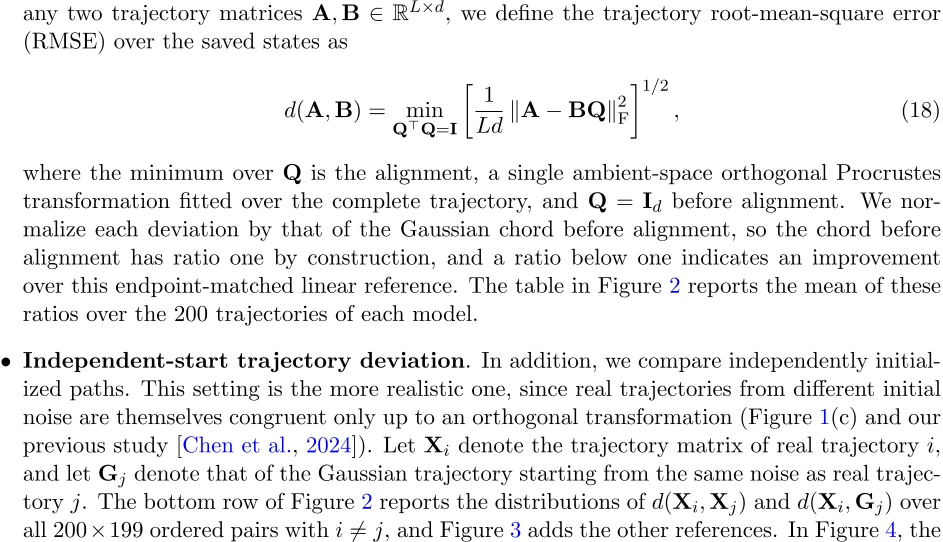 any two trajectory matrices A, B ∈ ℝ^{L×d}, we define the trajectory root-mean-square error
(RMSE) over the saved states as
d(A, B) = min_{Q^⊤Q=I} [ \frac{1}{Ld} ‖A − BQ‖_F^2 ]^{1/2} , (18)
where the minimum over Q is the alignment, a single ambient-space orthogonal Procrustes
transformation fitted over the complete trajectory, and Q = I_d before alignment. We nor-
malize each deviation by that of the Gaussian chord before alignment, so the chord before
alignment has ratio one by construction, and a ratio below one indicates an improvement
over this endpoint-matched linear reference. The table in Figure 2 reports the mean of these
ratios over the 200 trajectories of each model.
• Independent-start trajectory deviation. In addition, we compare independently initial-
ized paths. This setting is the more realistic one, since real trajectories from different initial
noise are themselves congruent only up to an orthogonal transformation (Figure 1(c) and our
previous study [Chen et al., 2024]). Let X_i denote the trajectory matrix of real trajectory i,
and let G_j denote that of the Gaussian trajectory starting from the same noise as real trajec-
tory j. The bottom row of Figure 2 reports the distributions of d(X_i, X_j) and d(X_i, G_j) over
all 200 × 199 ordered pairs with i ≠ j, and Figure 3 adds the other references. In Figure 4, the